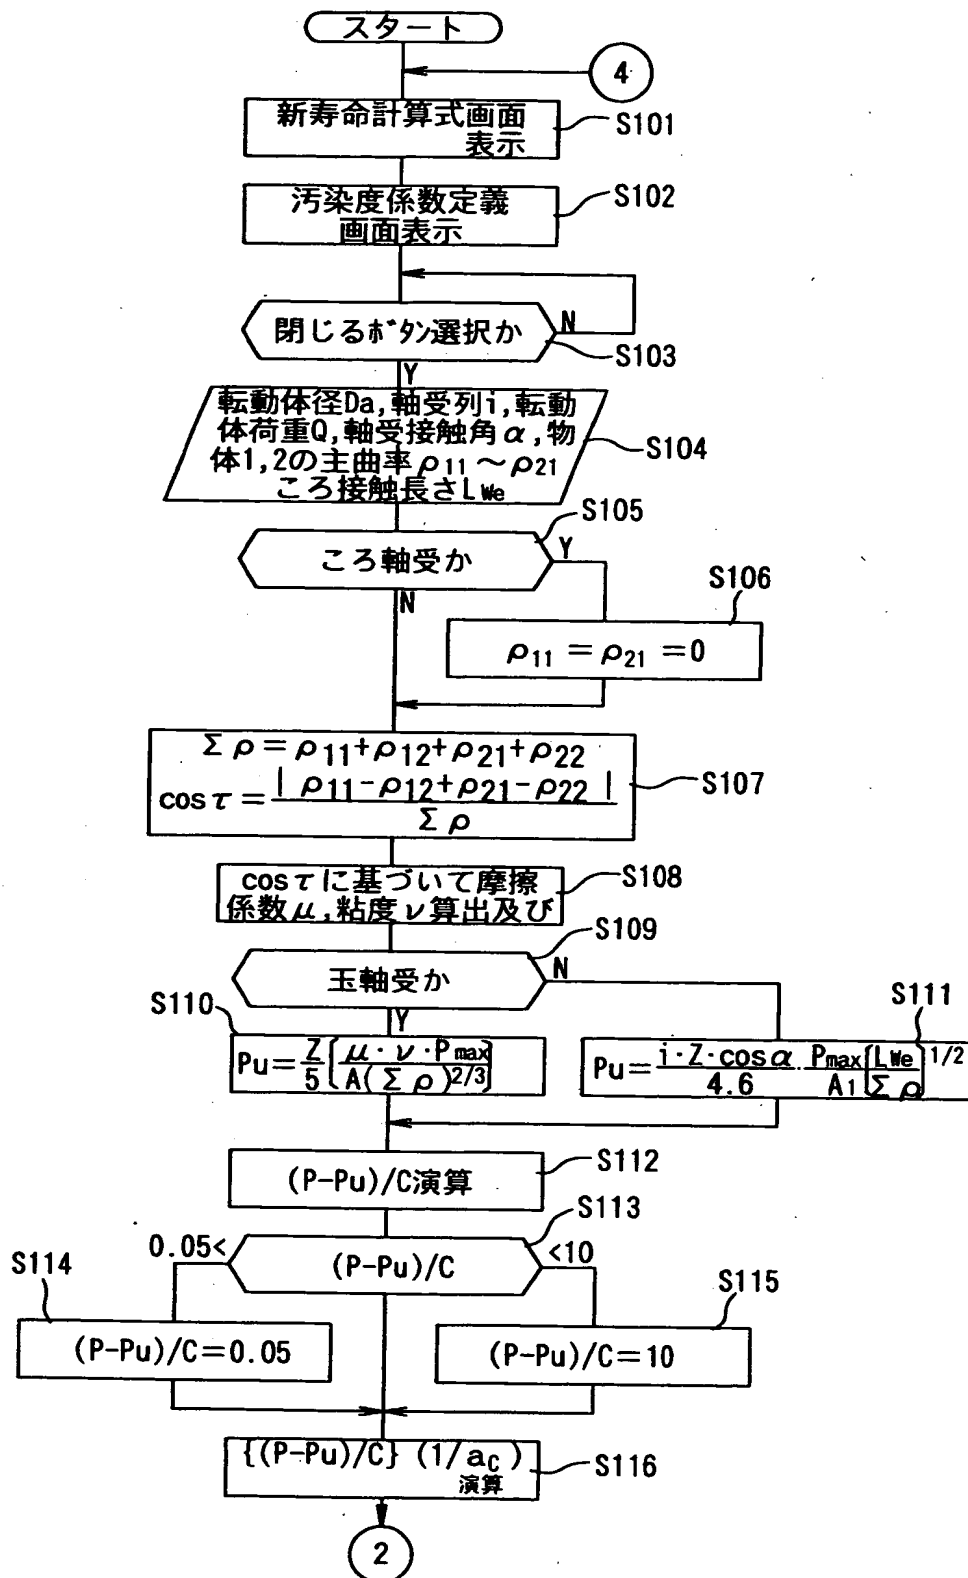 スタート
4
新寿命計算式画面
表示
S101
汚染度係数定義
画面表示
S102
閉じるボタン選択か
N
S103
Y
転動体径Da,軸受列i,転動
体荷重Q,軸受接触角α,物
体1,2の主曲率ρ11～ρ21
ころ接触長さLWe
S104
S105
ころ軸受か
Y
N
S106
ρ11=ρ21=0
Σρ=ρ11+ρ12+ρ21+ρ22
cosτ=|ρ11-ρ12+ρ21-ρ22|/Σρ
S107
cosτに基づいて摩擦
係数μ,粘度ν算出及び
S108
S109
玉軸受か
N
Y
S110
Pu=Z/5[μ・ν・Pmax/A(Σρ)^2/3]
S111
Pu=i・Z・cosα/4.6・Pmax/A1[LWe/Σρ]^1/2
(P-Pu)/C演算
S112
S113
0.05<
(P-Pu)/C
<10
S114
(P-Pu)/C=0.05
S115
(P-Pu)/C=10
{(P-Pu)/C}(1/aC)
演算
S116
2